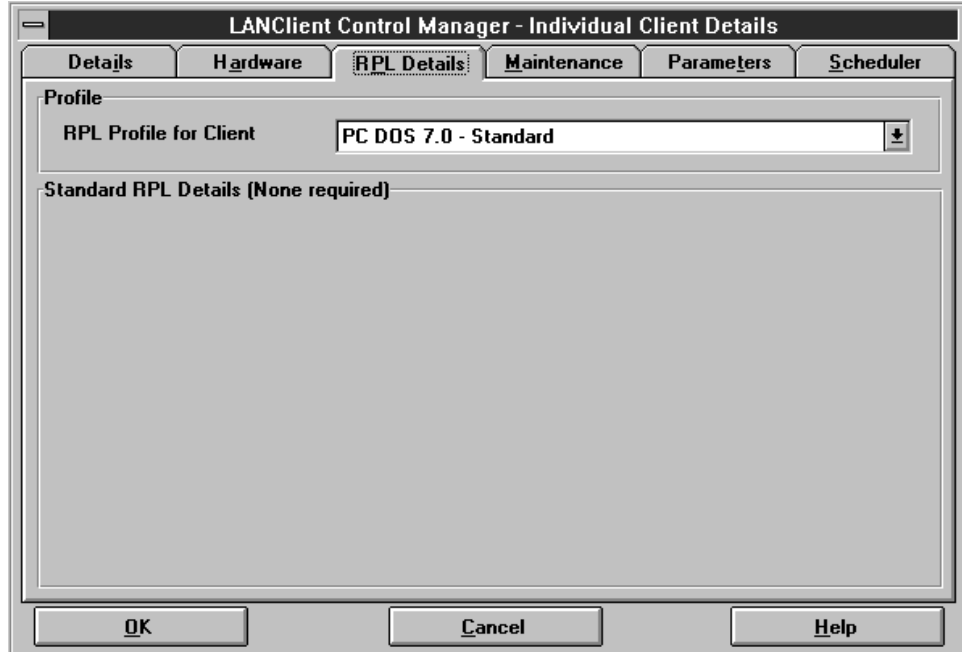 LANClient Control Manager - Individual Client Details
Details Hardware RPL Details Maintenance Parameters Scheduler
Profile
RPL Profile for Client PC DOS 7.0 - Standard
Standard RPL Details (None required)
OK Cancel Help